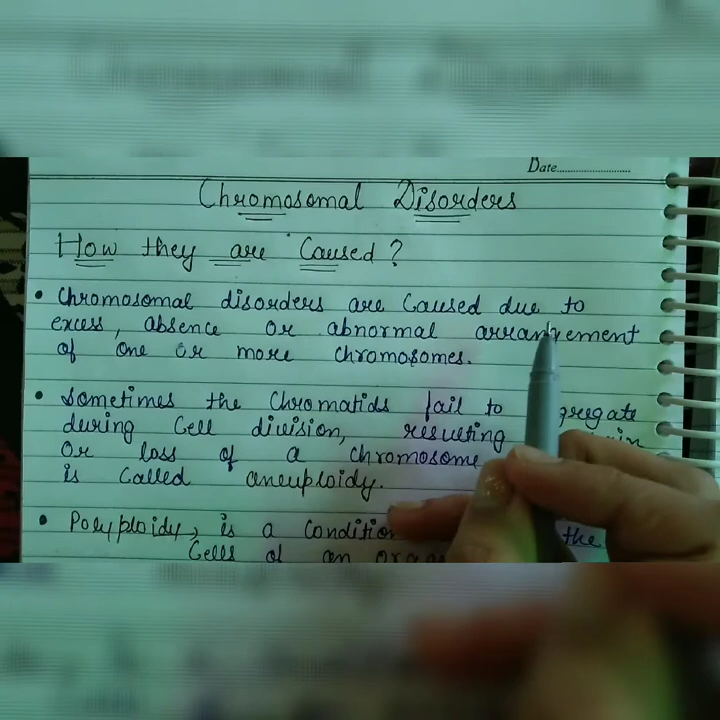 Date
Chromosomal Disorders
How they are Caused?
• Chromosomal disorders are Caused due to
excess, absence or abnormal arrangement
of one or more chromosomes.
• Sometimes the Chromatids fail to
during Cell division, resulting
Or loss of a chromosome
is Called aneuploidy.
• Polyploidy, is a Condition the
Cells of an